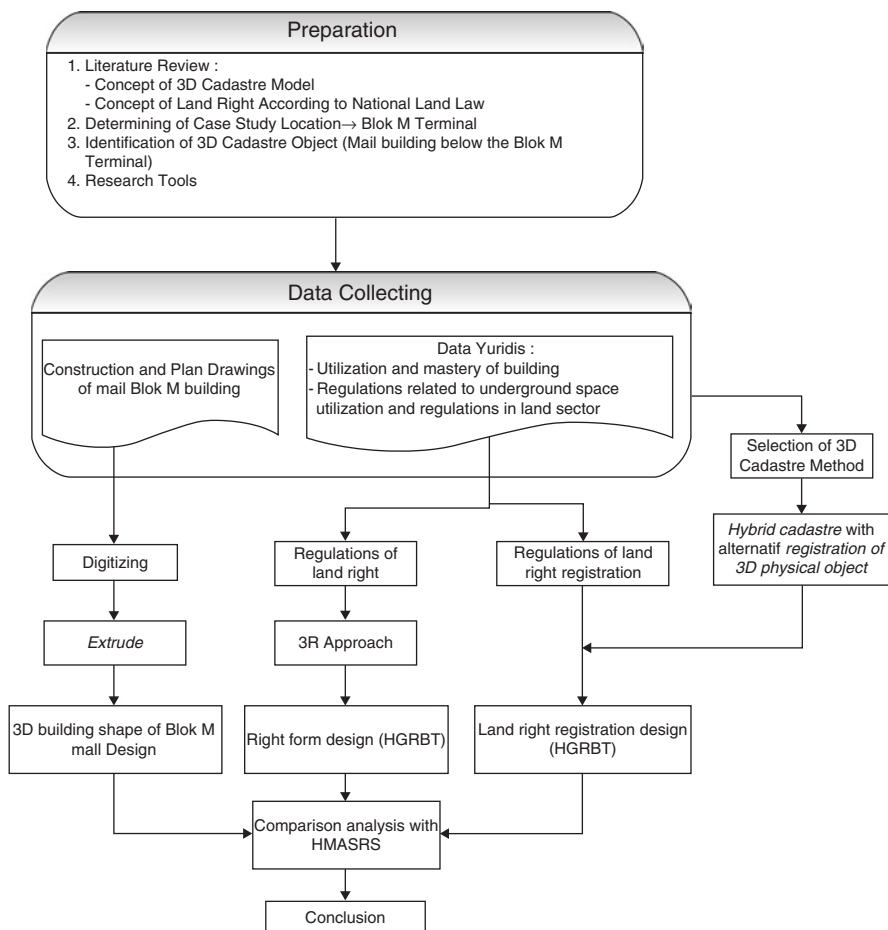 Preparation
1. Literature Review :
- Concept of 3D Cadastre Model
- Concept of Land Right According to National Land Law
2. Determining of Case Study Location→ Blok M Terminal
3. Identification of 3D Cadastre Object (Mail building below the Blok M
Terminal)
4. Research Tools
Data Collecting
Construction and Plan Drawings
of mail Blok M building
Data Yuridis :
- Utilization and mastery of building
- Regulations related to underground space
utilization and regulations in land sector
Selection of 3D
Cadastre Method
Hybrid cadastre with
alternatif registration of
3D physical object
Digitizing
Regulations of
land right
Regulations of land
right registration
Extrude
3R Approach
3D building shape of Blok M
mall Design
Right form design (HGRBT)
Land right registration design
(HGRBT)
Comparison analysis with
HMASRS
Conclusion